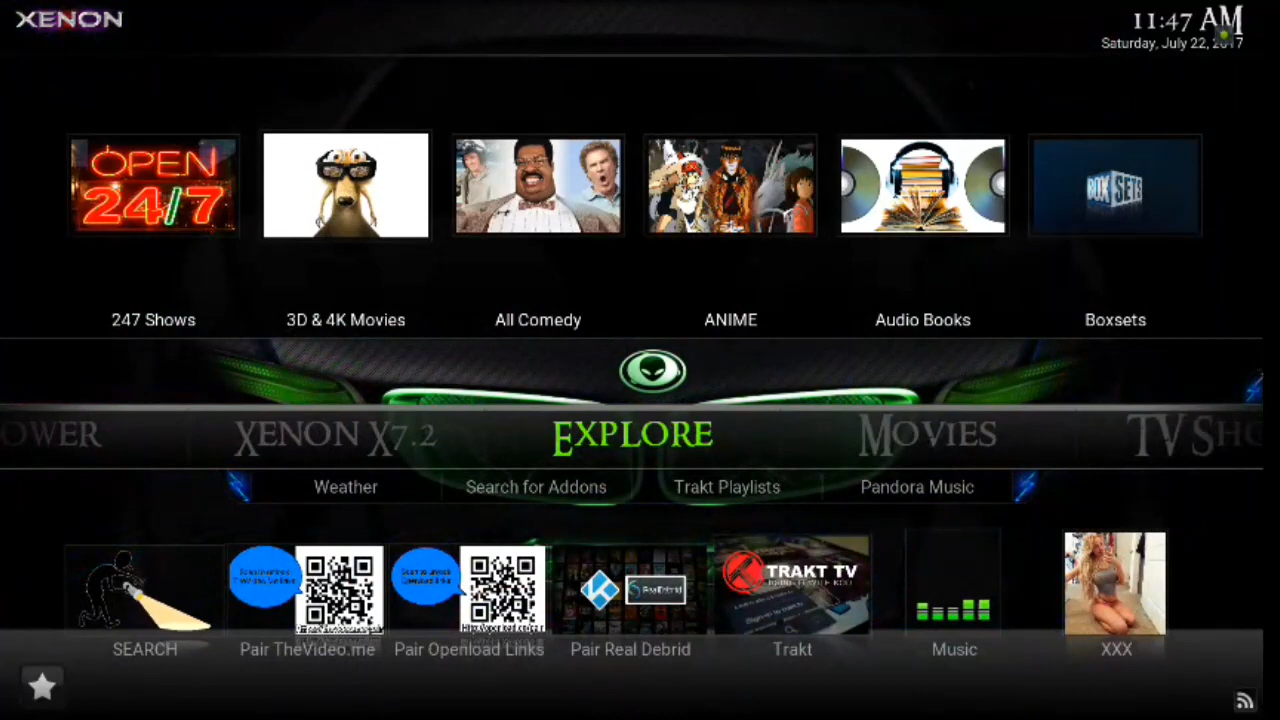 XENON
11:47 AM
Saturday, July 22, 2017
OPEN
24/7
BOX SETS
247 Shows
3D & 4K Movies
All Comedy
ANIME
Audio Books
Boxsets
OWER
XENON X7.2
EXPLORE
MOVIES
TV SHO
Weather
Search for Addons
Trakt Playlists
Pandora Music
RealDebrid
TRAKT TV
SEARCH
Pair TheVideo.me
Pair Openload Links
Pair Real Debrid
Trakt
Music
XXX